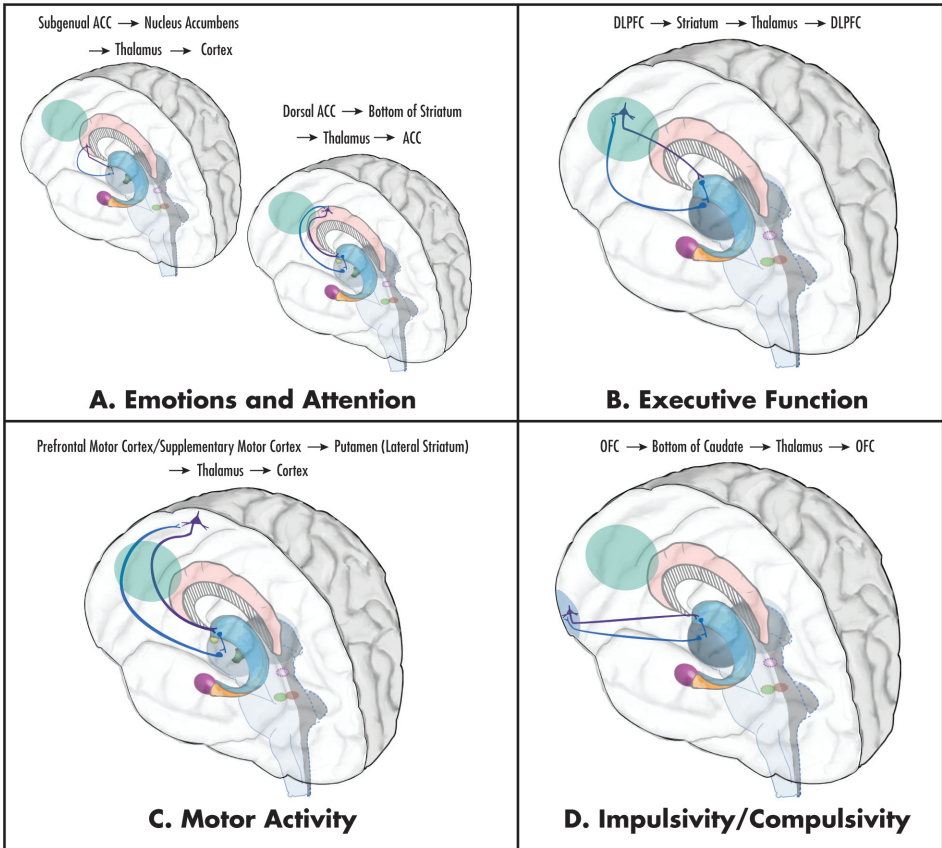 Subgenual ACC → Nucleus Accumbens
→ Thalamus → Cortex
Dorsal ACC → Bottom of Striatum
→ Thalamus → ACC
A. Emotions and Attention
DLPFC → Striatum → Thalamus → DLPFC
B. Executive Function
Prefrontal Motor Cortex/Supplementary Motor Cortex → Putamen (Lateral Striatum)
→ Thalamus → Cortex
C. Motor Activity
OFC → Bottom of Caudate → Thalamus → OFC
D. Impulsivity/Compulsivity